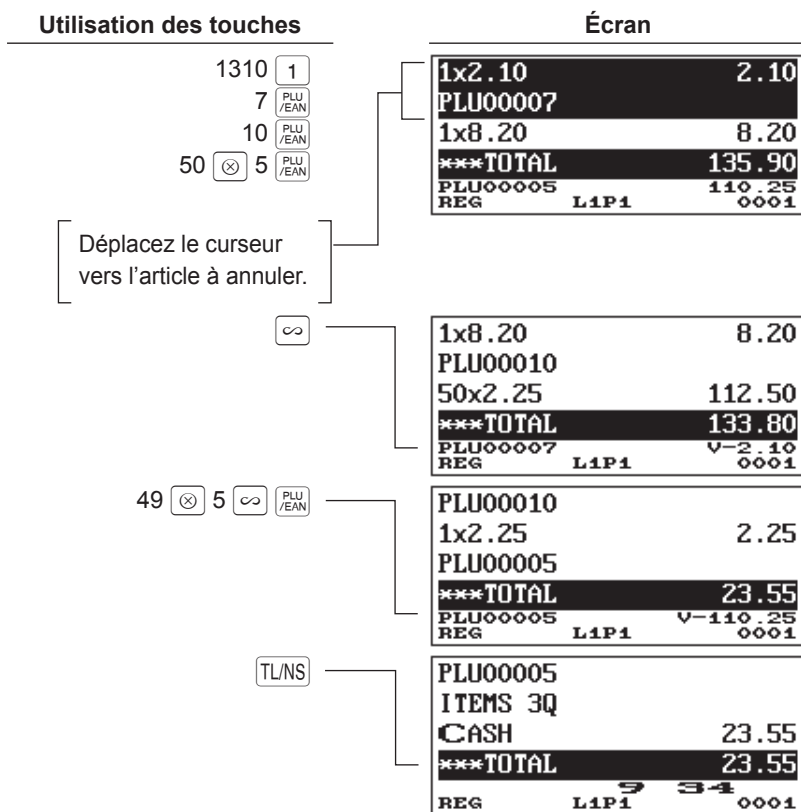 Utilisation des touches
Écran
1310 1
7 PLU /EAN
10 PLU /EAN
50 ⊗ 5 PLU /EAN
1x2.10 2.10
PLU00007
1x8.20 8.20
***TOTAL 135.90
PLU00005 110.25
REG L1P1 0001
Déplacez le curseur
vers l'article à annuler.
1x8.20 8.20
PLU00010
50x2.25 112.50
***TOTAL 133.80
PLU00007 V-2.10
REG L1P1 0001
49 ⊗ 5 ∽ PLU /EAN
PLU00010
1x2.25 2.25
PLU00005
***TOTAL 23.55
PLU00005 V-110.25
REG L1P1 0001
TL/NS
PLU00005
ITEMS 3Q
CASH 23.55
***TOTAL 23.55
9 34
REG L1P1 0001